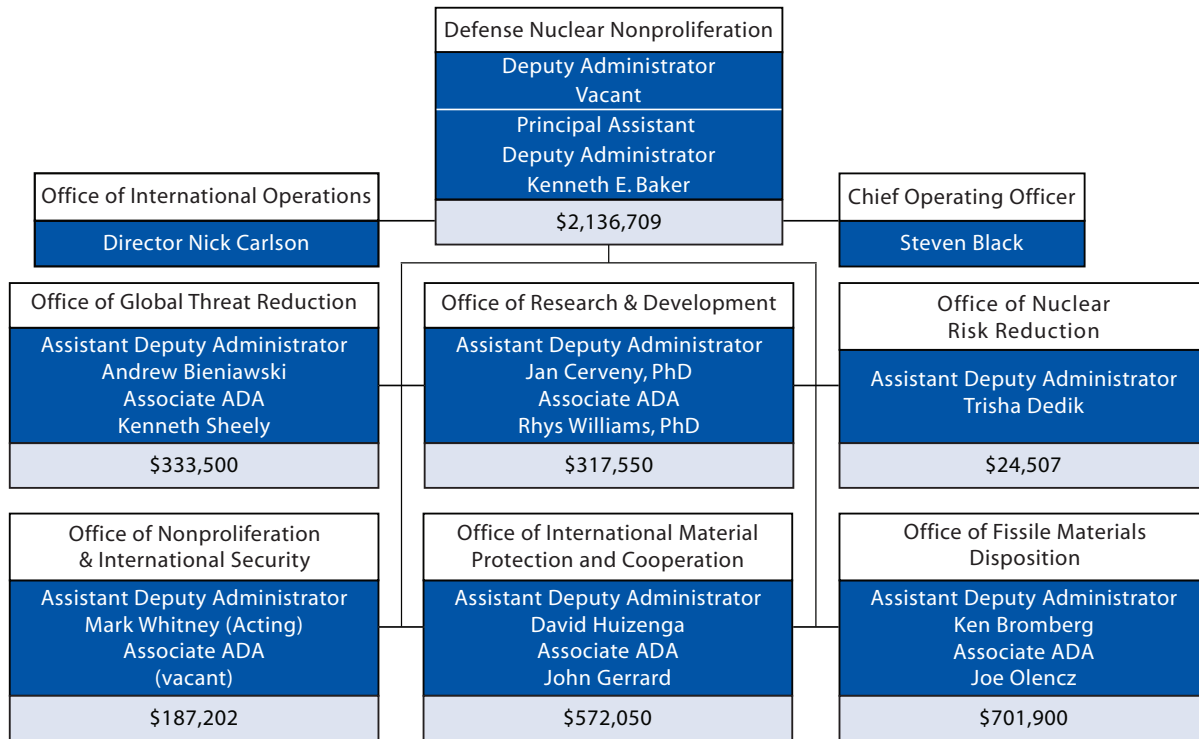 Defense Nuclear Nonproliferation
Deputy Administrator
Vacant
Principal Assistant
Deputy Administrator
Kenneth E. Baker
$2,136,709
Office of International Operations
Director Nick Carlson
Chief Operating Officer
Steven Black
Office of Global Threat Reduction
Assistant Deputy Administrator
Andrew Bieniawski
Associate ADA
Kenneth Sheely
$333,500
Office of Research & Development
Assistant Deputy Administrator
Jan Cerveny, PhD
Associate ADA
Rhys Williams, PhD
$317,550
Office of Nuclear
Risk Reduction
Assistant Deputy Administrator
Trisha Dedik
$24,507
Office of Nonproliferation
& International Security
Assistant Deputy Administrator
Mark Whitney (Acting)
Associate ADA
(vacant)
$187,202
Office of International Material
Protection and Cooperation
Assistant Deputy Administrator
David Huizenga
Associate ADA
John Gerrard
$572,050
Office of Fissile Materials
Disposition
Assistant Deputy Administrator
Ken Bromberg
Associate ADA
Joe Olencz
$701,900